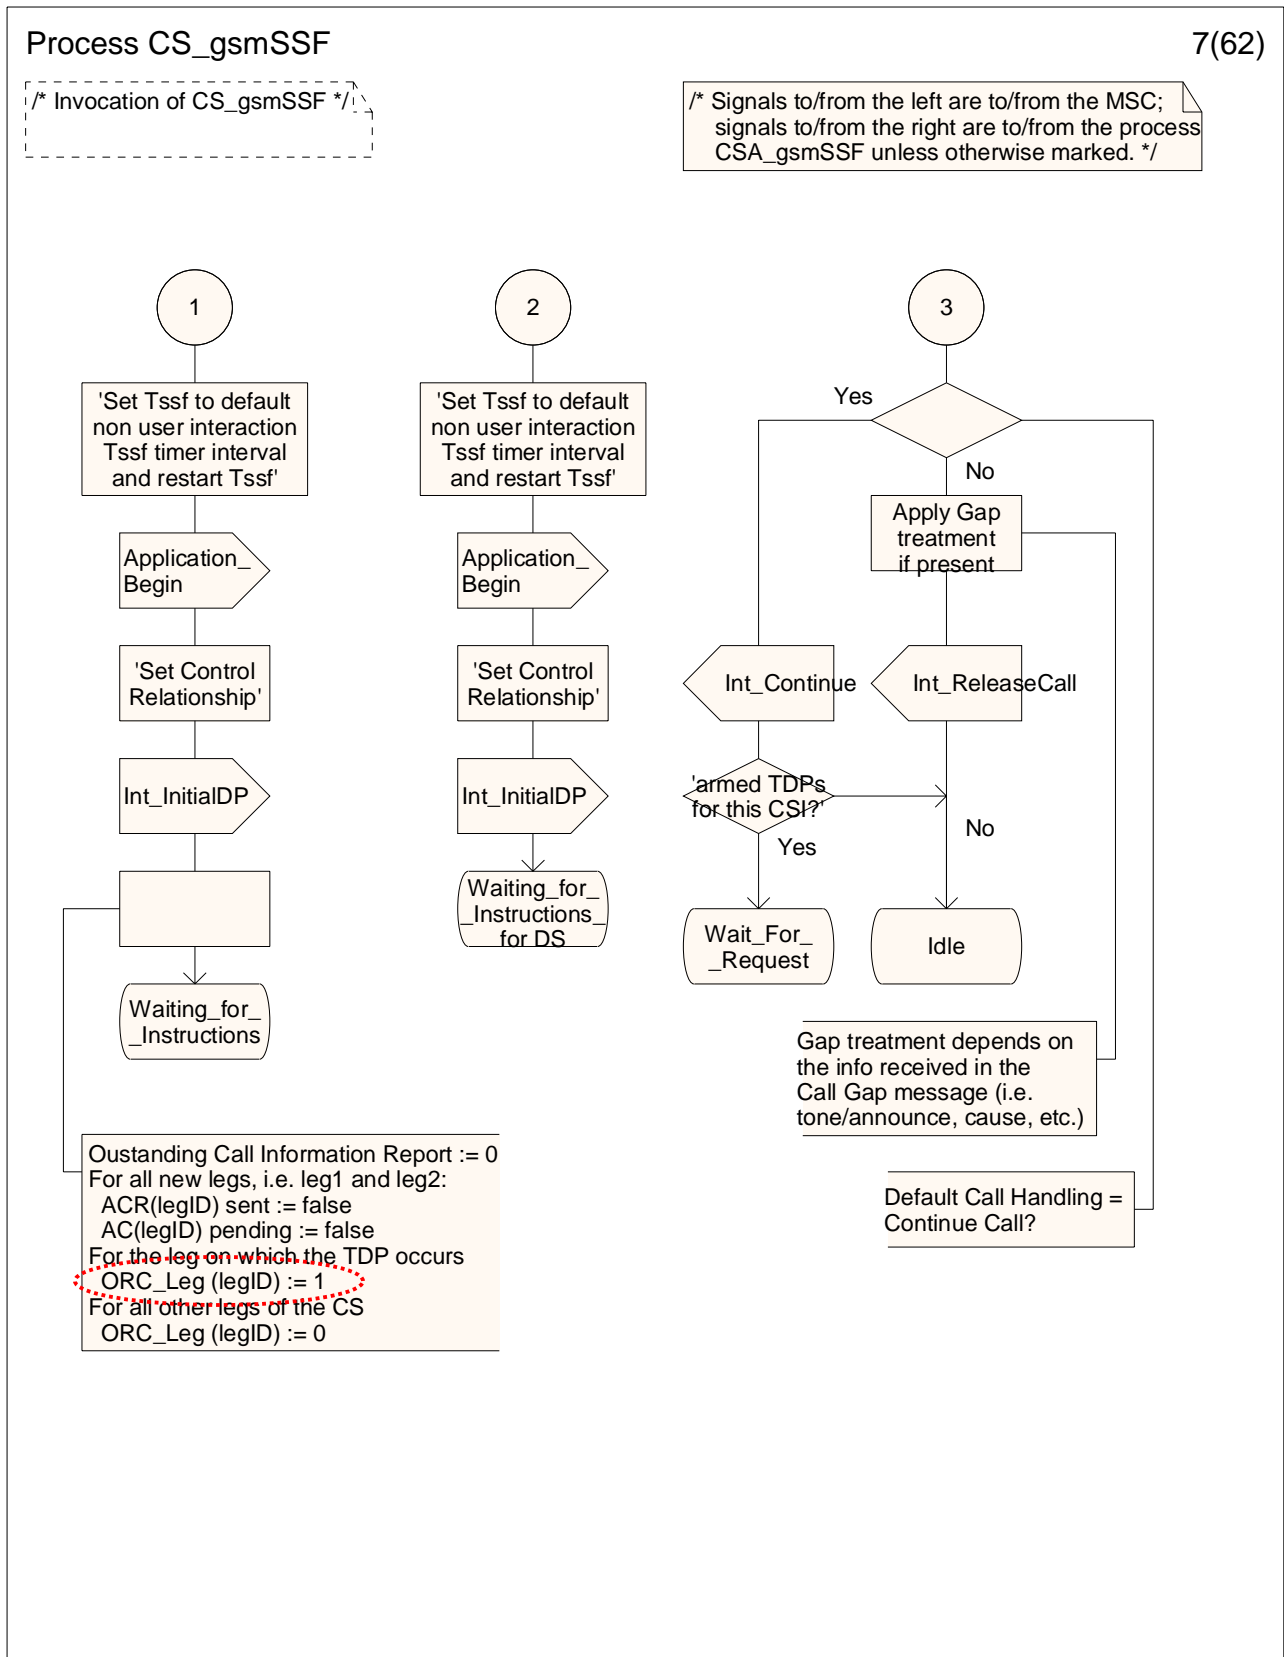 Process CS_gsmSSF
7(62)
/* Invocation of CS_gsmSSF */
/* Signals to/from the left are to/from the MSC;
signals to/from the right are to/from the process
CSA_gsmSSF unless otherwise marked. */
1
'Set Tssf to default
non user interaction
Tssf timer interval
and restart Tssf'
Application_
Begin
'Set Control
Relationship'
Int_InitialDP
Waiting_for_
_Instructions
Oustanding Call Information Report := 0
For all new legs, i.e. leg1 and leg2:
ACR(legID) sent := false
AC(legID) pending := false
For the leg on which the TDP occurs
ORC_Leg (legID) := 1
For all other legs of the CS
ORC_Leg (legID) := 0
2
'Set Tssf to default
non user interaction
Tssf timer interval
and restart Tssf'
Application_
Begin
'Set Control
Relationship'
Int_InitialDP
Waiting_for_
_Instructions_
for DS
3
Yes
No
Apply Gap
treatment
if present
Int_Continue
Int_ReleaseCall
'armed TDPs
for this CSI?'
No
Yes
Wait_For_
_Request
Idle
Gap treatment depends on
the info received in the
Call Gap message (i.e.
tone/announce, cause, etc.)
Default Call Handling =
Continue Call?